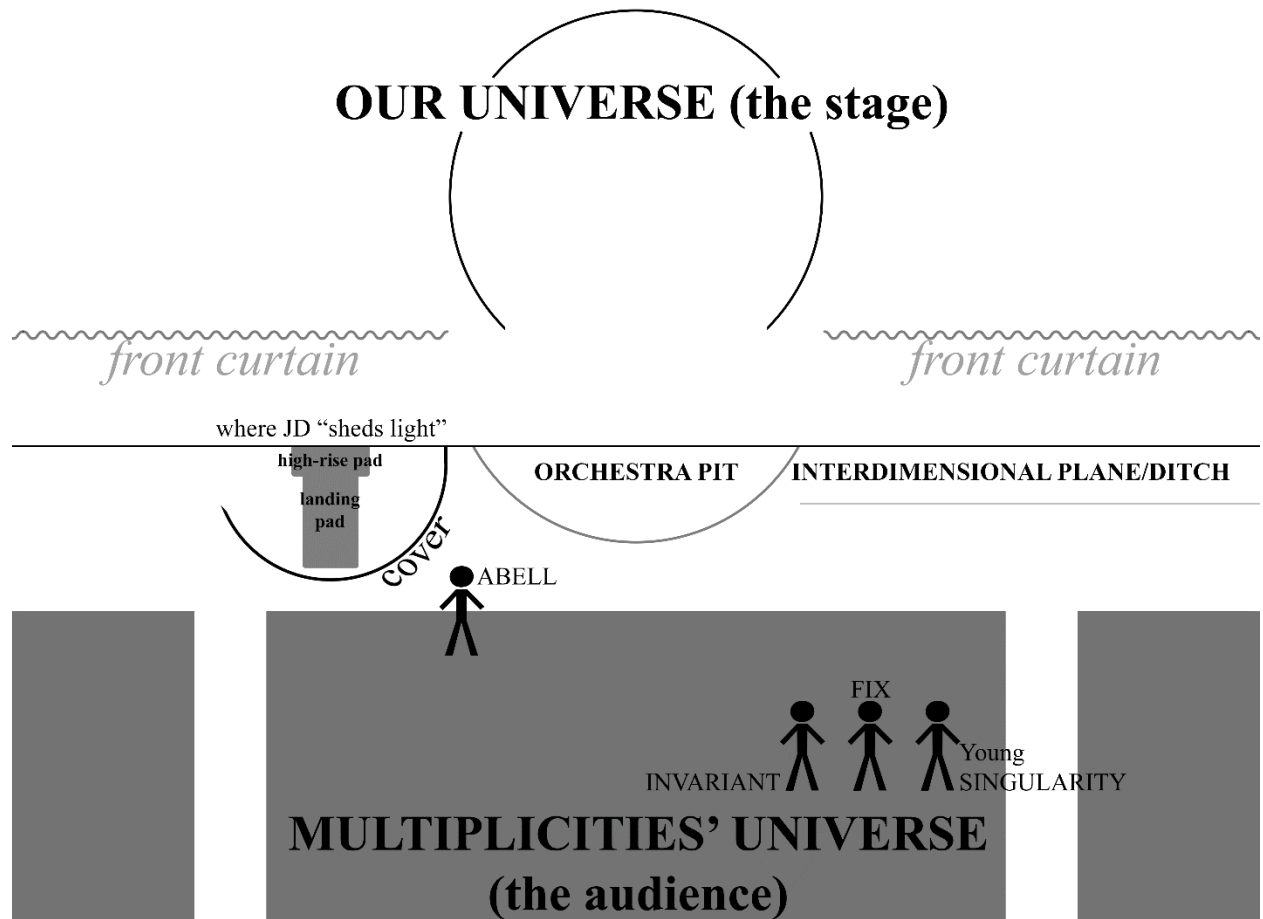 OUR UNIVERSE (the stage)
front curtain
front curtain
where JD “sheds light”
high-rise pad
landing
pad
cover
ORCHESTRA PIT
INTERDIMENSIONAL PLANE/DITCH
ABELL
FIX
INVARIANT
Young
SINGULARITY
MULTIPLICITIES’ UNIVERSE
(the audience)